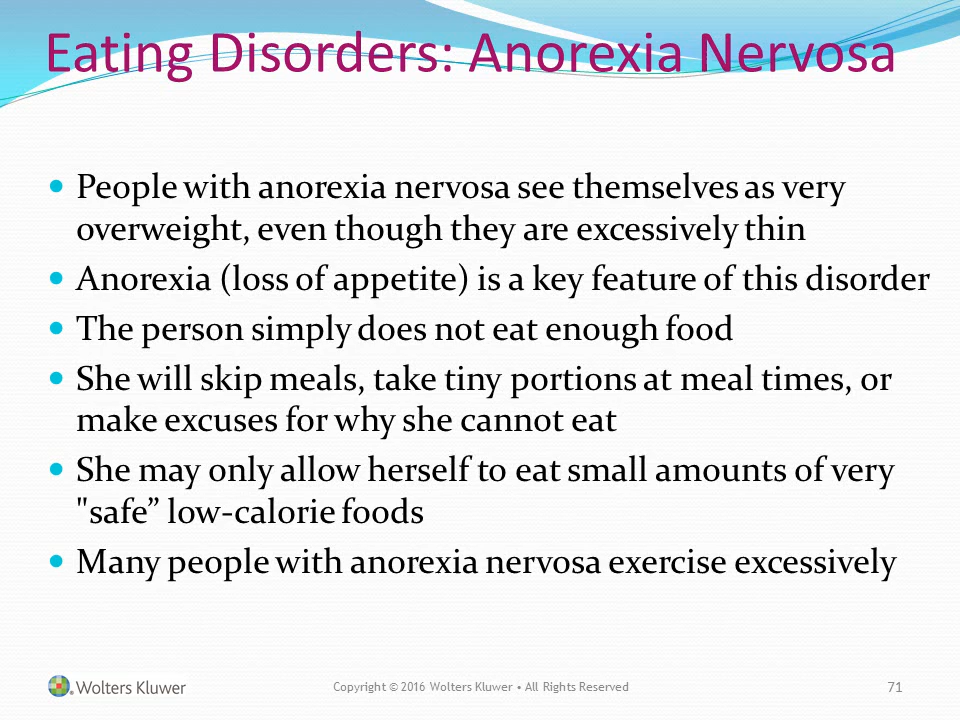 Eating Disorders: Anorexia Nervosa
People with anorexia nervosa see themselves as very
overweight, even though they are excessively thin
Anorexia (loss of appetite) is a key feature of this disorder
The person simply does not eat enough food
She will skip meals, take tiny portions at meal times, or
make excuses for why she cannot eat
She may only allow herself to eat small amounts of very
"safe” low-calorie foods
Many people with anorexia nervosa exercise excessively
Wolters Kluwer
Copyright © 2016 Wolters Kluwer • All Rights Reserved
71